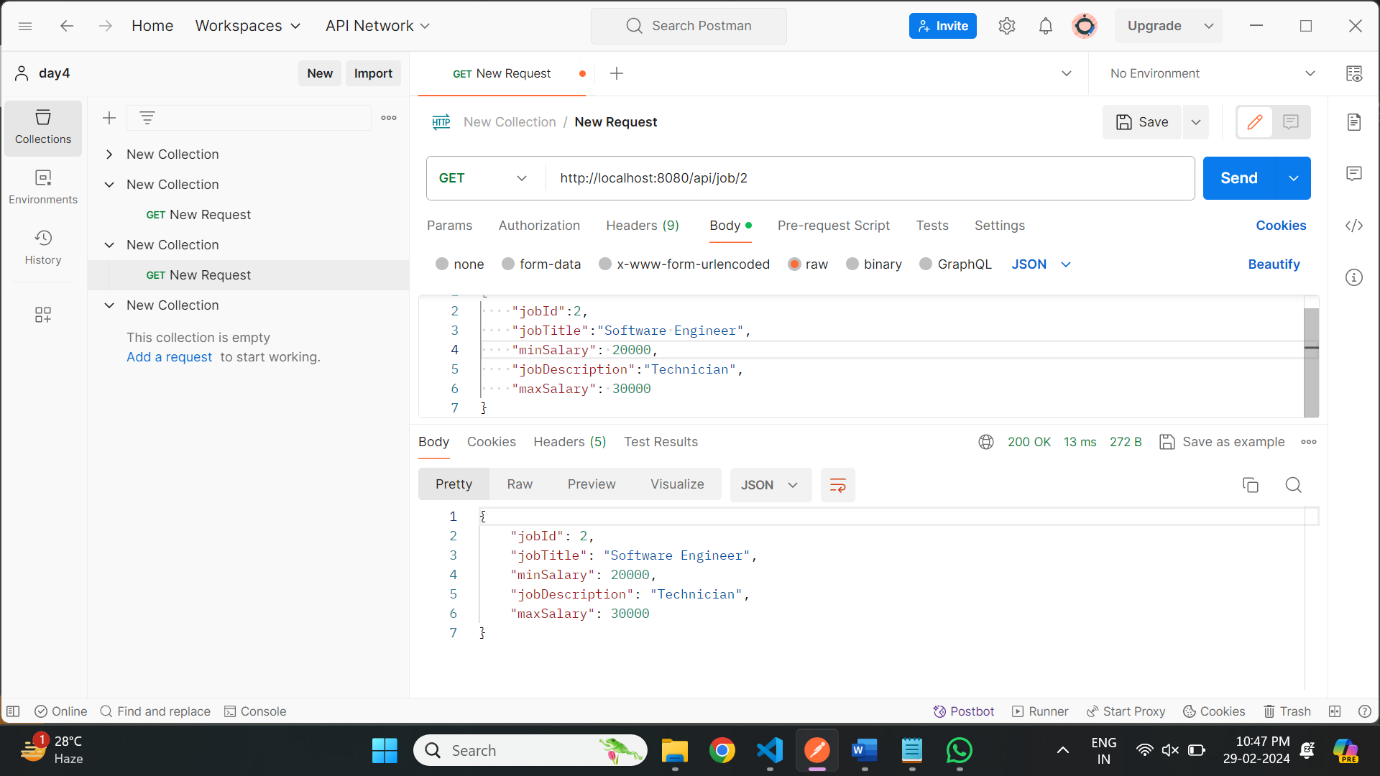 Home Workspaces API Network Search Postman Invite Upgrade
day4 New Import GET New Request No Environment
New Collection / New Request Save
Collections
New Collection
New Collection
GET New Request
New Collection
GET New Request
New Collection
This collection is empty
Add a request to start working.
Environments
History
GET http://localhost:8080/api/job/2 Send
Params Authorization Headers (9) Body Pre-request Script Tests Settings Cookies
none form-data x-www-form-urlencoded raw binary GraphQL JSON Beautify
2 "jobId":2,
3 "jobTitle":"Software Engineer",
4 "minSalary": 20000,
5 "jobDescription":"Technician",
6 "maxSalary": 30000
7 }
Body Cookies Headers (5) Test Results 200 OK 13 ms 272 B Save as example
Pretty Raw Preview Visualize JSON
1 {
2 "jobId": 2,
3 "jobTitle": "Software Engineer",
4 "minSalary": 20000,
5 "jobDescription": "Technician",
6 "maxSalary": 30000
7 }
Online Find and replace Console Postbot Runner Start Proxy Cookies Trash
1 28°C
Haze
Search
PRE
ENG
IN
10:47 PM
29-02-2024